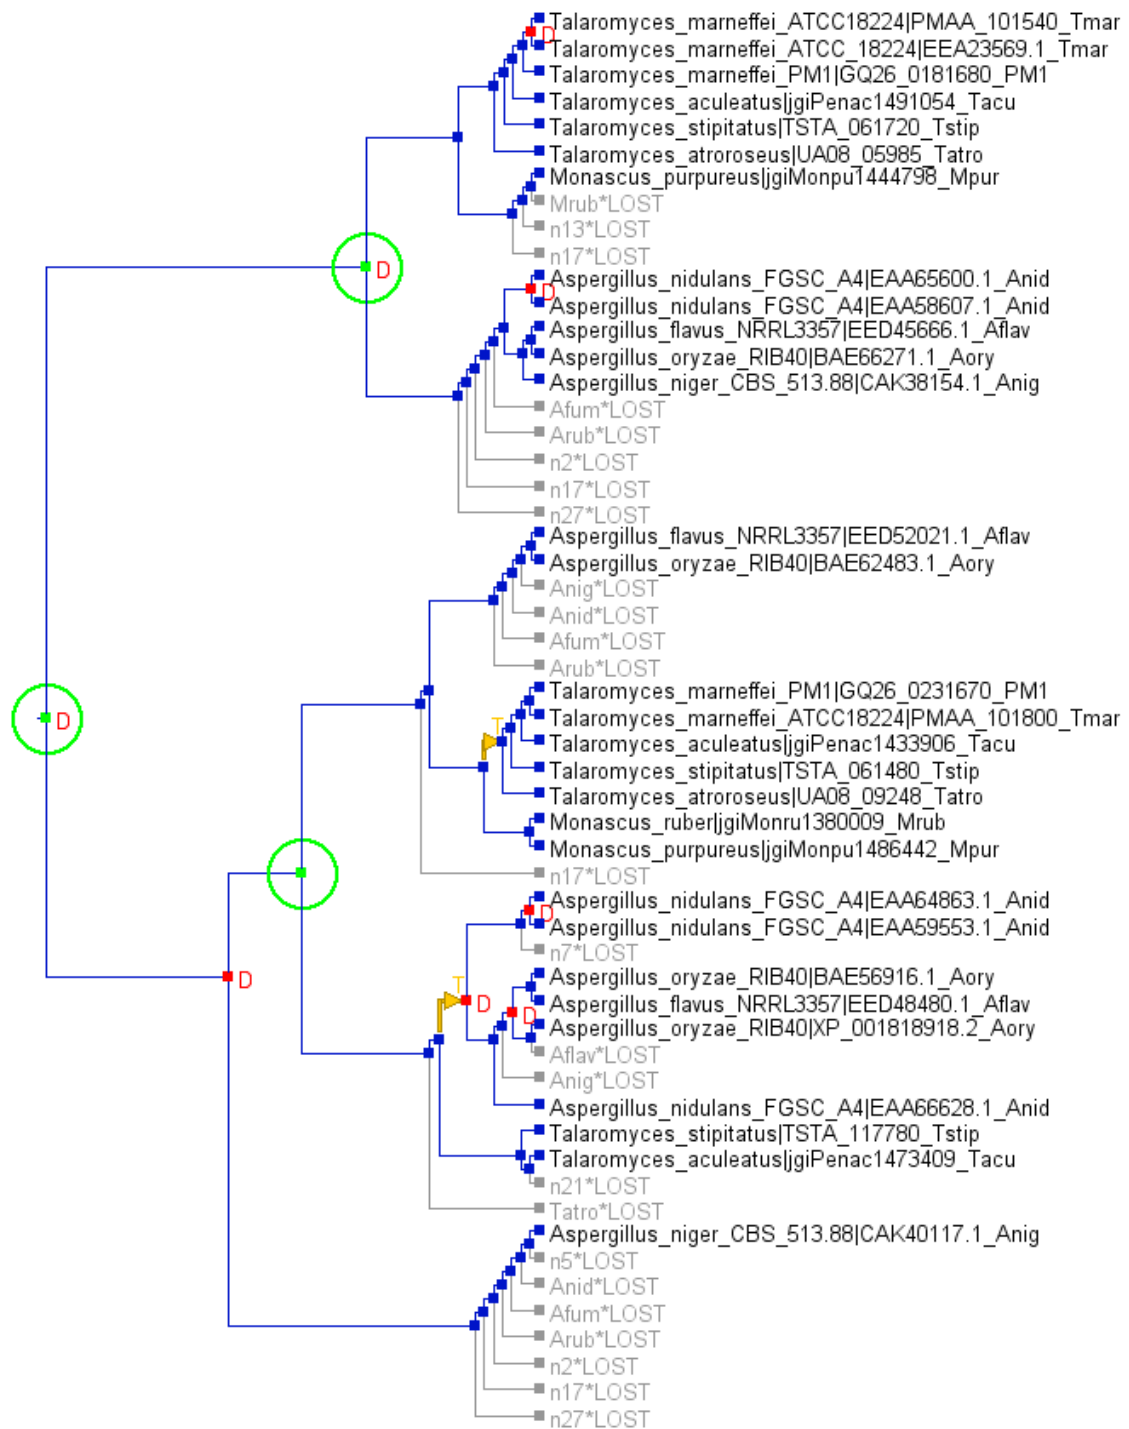 Talaromyces_marneffei_ATCC18224|PMAA_101540_Tmar
D
Talaromyces_marneffei_ATCC_18224|EEA23569.1_Tmar
Talaromyces_marneffei_PM1|GQ26_0181680_PM1
Talaromyces_aculeatus|jgiPenac1491054_Tacu
Talaromyces_stipitatus|TSTA_061720_Tstip
Talaromyces_atroroseus|UA08_05985_Tatro
Monascus_purpureus|jgiMonpu1444798_Mpur
Mrub*LOST
n13*LOST
n17*LOST
D
Aspergillus_nidulans_FGSC_A4|EAA65600.1_Anid
D
Aspergillus_nidulans_FGSC_A4|EAA58607.1_Anid
Aspergillus_flavus_NRRL3357|EED45666.1_Aflav
Aspergillus_oryzae_RIB40|BAE66271.1_Aory
Aspergillus_niger_CBS_513.88|CAK38154.1_Anig
Afum*LOST
Arub*LOST
n2*LOST
n17*LOST
n27*LOST
Aspergillus_flavus_NRRL3357|EED52021.1_Aflav
Aspergillus_oryzae_RIB40|BAE62483.1_Aory
Anig*LOST
Anid*LOST
Afum*LOST
Arub*LOST
Talaromyces_marneffei_PM1|GQ26_0231670_PM1
D
T
Talaromyces_marneffei_ATCC18224|PMAA_101800_Tmar
Talaromyces_aculeatus|jgiPenac1433906_Tacu
Talaromyces_stipitatus|TSTA_061480_Tstip
Talaromyces_atroroseus|UA08_09248_Tatro
Monascus_ruber|jgiMonru1380009_Mrub
Monascus_purpureus|jgiMonpu1486442_Mpur
n17*LOST
Aspergillus_nidulans_FGSC_A4|EAA64863.1_Anid
D
Aspergillus_nidulans_FGSC_A4|EAA59553.1_Anid
n7*LOST
D
T
Aspergillus_oryzae_RIB40|BAE56916.1_Aory
D
Aspergillus_flavus_NRRL3357|EED48480.1_Aflav
D
Aspergillus_oryzae_RIB40|XP_001818918.2_Aory
Aflav*LOST
Anig*LOST
Aspergillus_nidulans_FGSC_A4|EAA66628.1_Anid
Talaromyces_stipitatus|TSTA_117780_Tstip
Talaromyces_aculeatus|jgiPenac1473409_Tacu
n21*LOST
Tatro*LOST
Aspergillus_niger_CBS_513.88|CAK40117.1_Anig
n5*LOST
Anid*LOST
Afum*LOST
Arub*LOST
n2*LOST
n17*LOST
n27*LOST